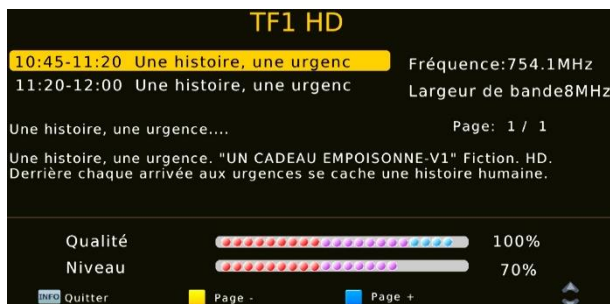 TF1 HD
10:45-11:20 Une histoire, une urgenc
Fréquence:754.1MHz
11:20-12:00 Une histoire, une urgenc
Largeur de bande8MHz
Une histoire, une urgence....
Page: 1 / 1
Une histoire, une urgence. "UN CADEAU EMPOISONNE-V1" Fiction. HD.
Derrière chaque arrivée aux urgences se cache une histoire humaine.
Qualité 100%
Niveau 70%
INFO Quitter Page - Page +